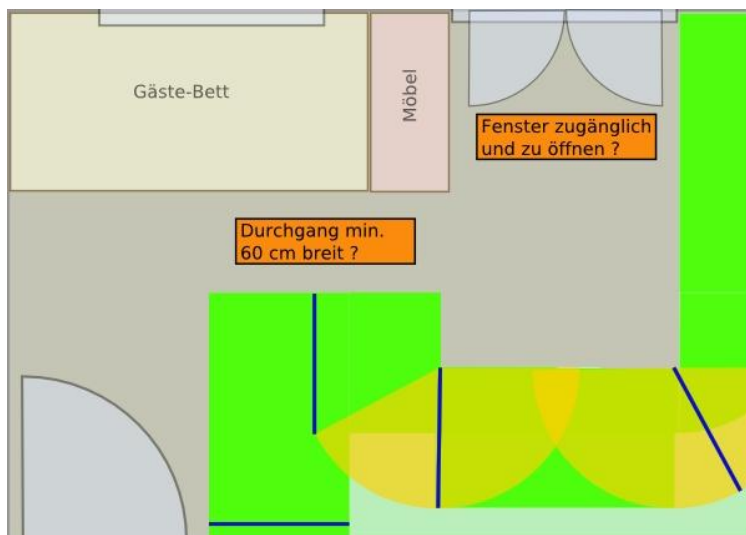 Gäste-Bett
Möbel
Fenster zugänglich
und zu öffnen ?
Durchgang min.
60 cm breit ?